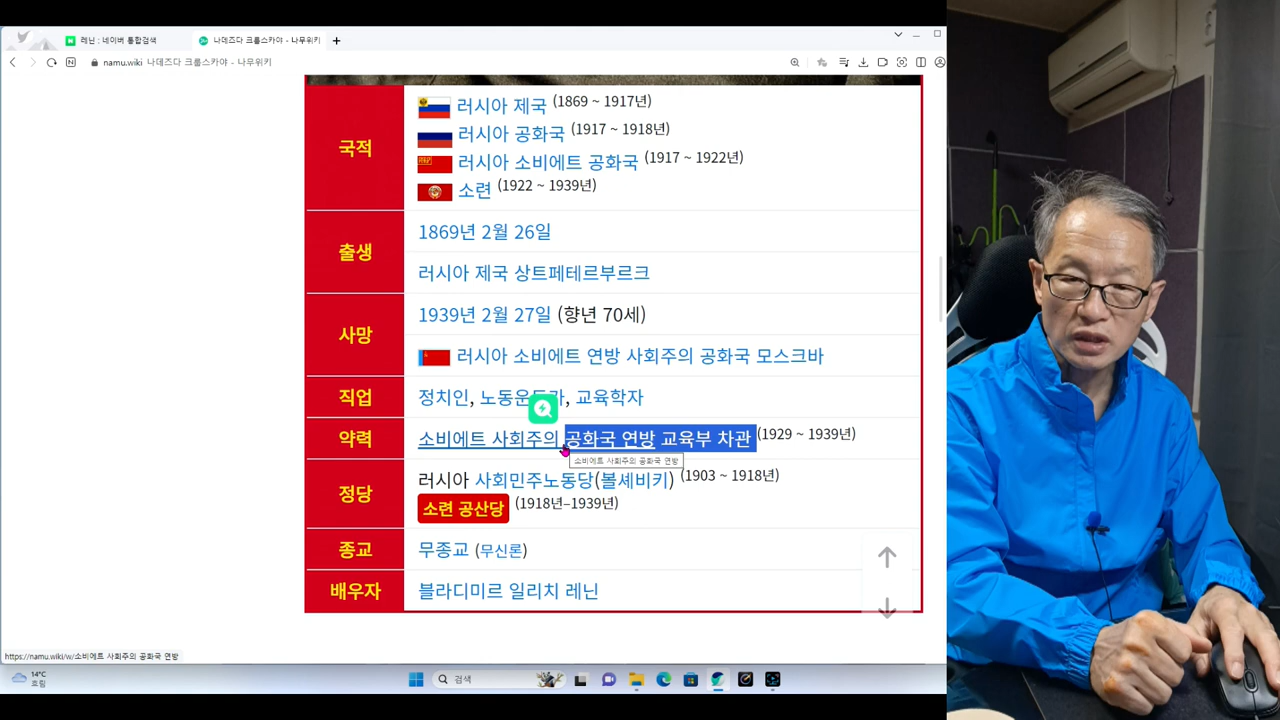 레닌 : 네이버 통합검색
나데즈다 크룹스카야 - 나무위키
namu.wiki 나데즈다 크룹스카야 - 나무위키
국적
러시아 제국 (1869 ~ 1917년)
러시아 공화국 (1917 ~ 1918년)
러시아 소비에트 공화국 (1917 ~ 1922년)
소련 (1922 ~ 1939년)
출생
1869년 2월 26일
러시아 제국 상트페테르부르크
사망
1939년 2월 27일 (향년 70세)
러시아 소비에트 연방 사회주의 공화국 모스크바
직업
정치인, 노동운동가, 교육학자
약력
소비에트 사회주의 공화국 연방 교육부 차관 (1929 ~ 1939년)
소비에트 사회주의 공화국 연방
정당
러시아 사회민주노동당(볼셰비키) (1903 ~ 1918년)
소련 공산당 (1918년–1939년)
종교
무종교 (무신론)
배우자
블라디미르 일리치 레닌
https://namu.wiki/w/소비에트 사회주의 공화국 연방
14°C
흐림
검색